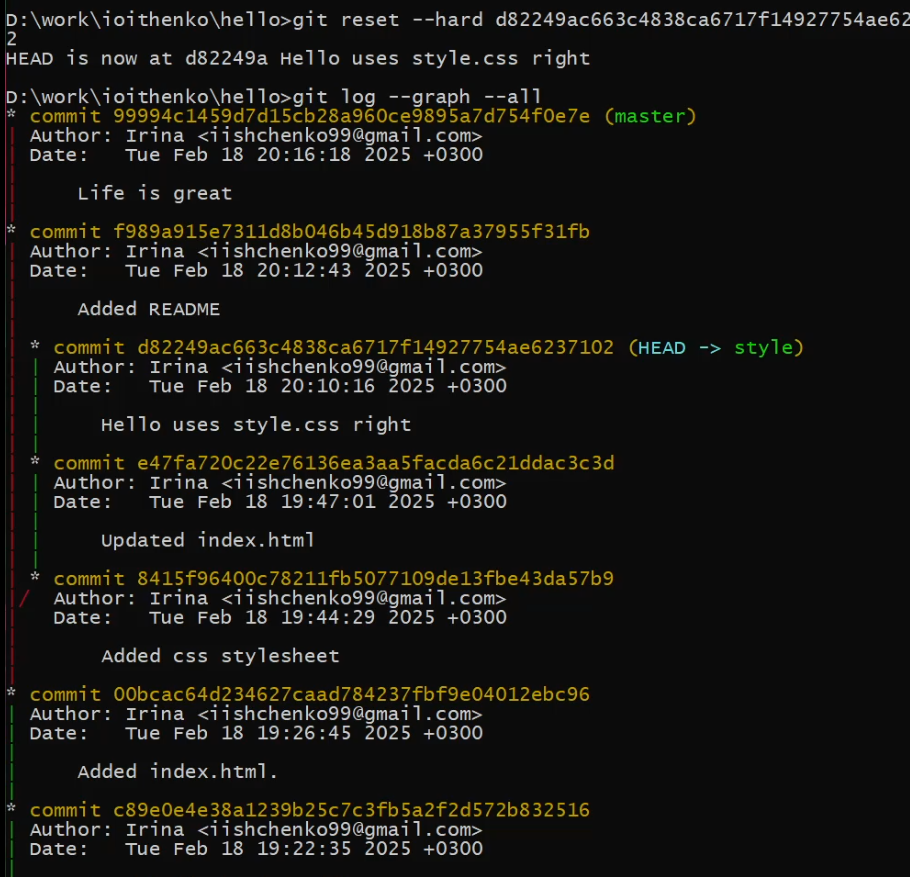 D:\work\ioithenko\hello>git reset --hard d82249ac663c4838ca6717f14927754ae62
2
HEAD is now at d82249a Hello uses style.css right
D:\work\ioithenko\hello>git log --graph --all
* commit 99994c1459d7d15cb28a960ce9895a7d754f0e7e (master)
| Author: Irina <iishchenko99@gmail.com>
| Date:   Tue Feb 18 20:16:18 2025 +0300
|
|     Life is great
|
* commit f989a915e7311d8b046b45d918b87a37955f31fb
| Author: Irina <iishchenko99@gmail.com>
| Date:   Tue Feb 18 20:12:43 2025 +0300
|
|     Added README
|
| * commit d82249ac663c4838ca6717f14927754ae6237102 (HEAD -> style)
| | Author: Irina <iishchenko99@gmail.com>
| | Date:   Tue Feb 18 20:10:16 2025 +0300
| |
| |     Hello uses style.css right
| |
| * commit e47fa720c22e76136ea3aa5facda6c21ddac3c3d
| | Author: Irina <iishchenko99@gmail.com>
| | Date:   Tue Feb 18 19:47:01 2025 +0300
| |
| |     Updated index.html
| |
| * commit 8415f96400c78211fb5077109de13fbe43da57b9
|/  Author: Irina <iishchenko99@gmail.com>
|   Date:   Tue Feb 18 19:44:29 2025 +0300
|
|       Added css stylesheet
|
* commit 00bcac64d234627caad784237fbf9e04012ebc96
| Author: Irina <iishchenko99@gmail.com>
| Date:   Tue Feb 18 19:26:45 2025 +0300
|
|     Added index.html.
|
* commit c89e0e4e38a1239b25c7c3fb5a2f2d572b832516
| Author: Irina <iishchenko99@gmail.com>
| Date:   Tue Feb 18 19:22:35 2025 +0300
|